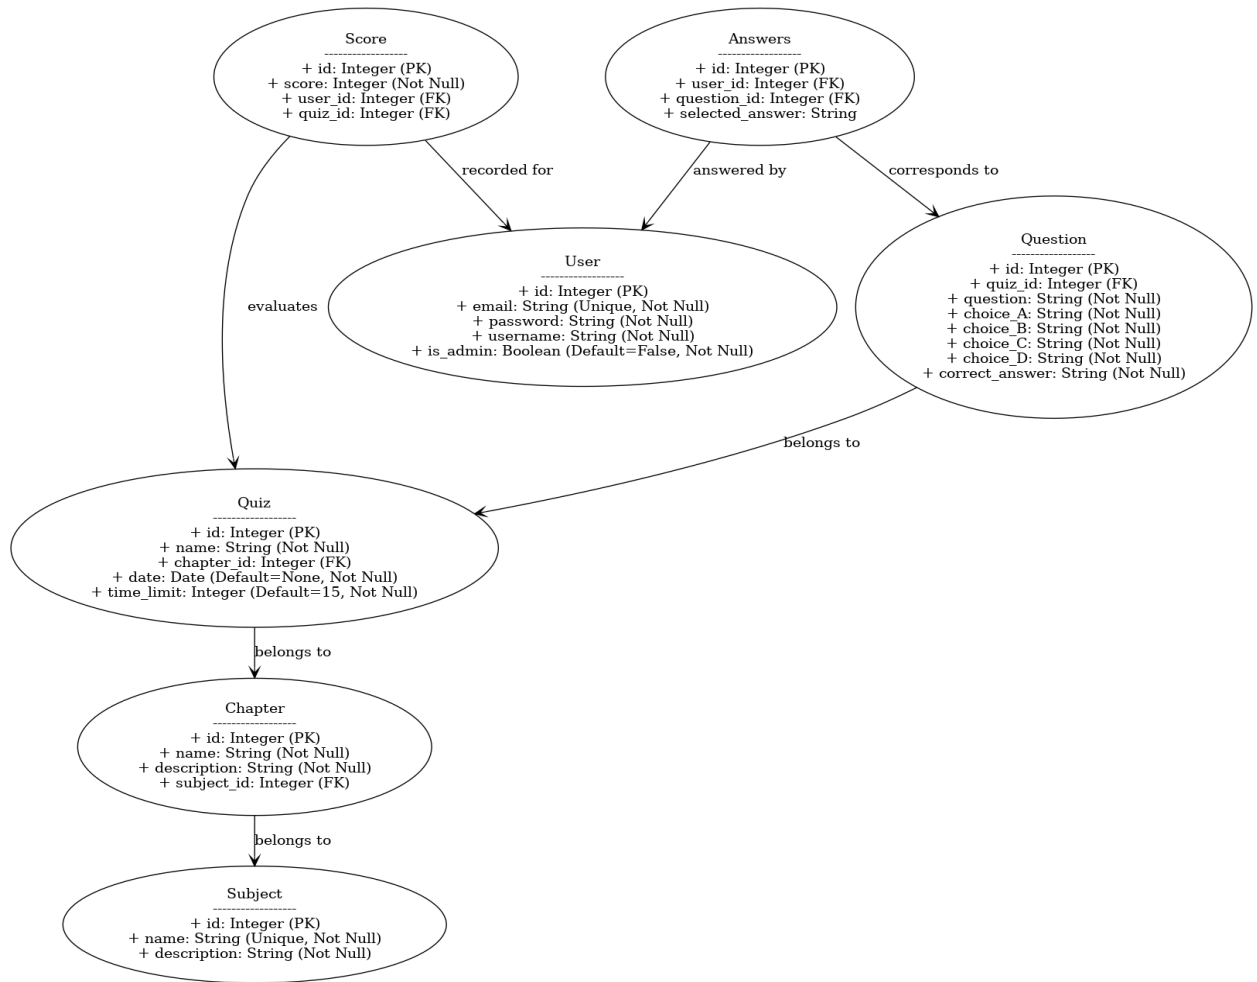 Score
------------------
+ id: Integer (PK)
+ score: Integer (Not Null)
+ user_id: Integer (FK)
+ quiz_id: Integer (FK)
Answers
------------------
+ id: Integer (PK)
+ user_id: Integer (FK)
+ question_id: Integer (FK)
+ selected_answer: String
recorded for
answered by
corresponds to
User
------------------
+ id: Integer (PK)
+ email: String (Unique, Not Null)
+ password: String (Not Null)
+ username: String (Not Null)
+ is_admin: Boolean (Default=False, Not Null)
Question
------------------
+ id: Integer (PK)
+ quiz_id: Integer (FK)
+ question: String (Not Null)
+ choice_A: String (Not Null)
+ choice_B: String (Not Null)
+ choice_C: String (Not Null)
+ choice_D: String (Not Null)
+ correct_answer: String (Not Null)
evaluates
belongs to
Quiz
------------------
+ id: Integer (PK)
+ name: String (Not Null)
+ chapter_id: Integer (FK)
+ date: Date (Default=None, Not Null)
+ time_limit: Integer (Default=15, Not Null)
belongs to
Chapter
------------------
+ id: Integer (PK)
+ name: String (Not Null)
+ description: String (Not Null)
+ subject_id: Integer (FK)
belongs to
Subject
------------------
+ id: Integer (PK)
+ name: String (Unique, Not Null)
+ description: String (Not Null)